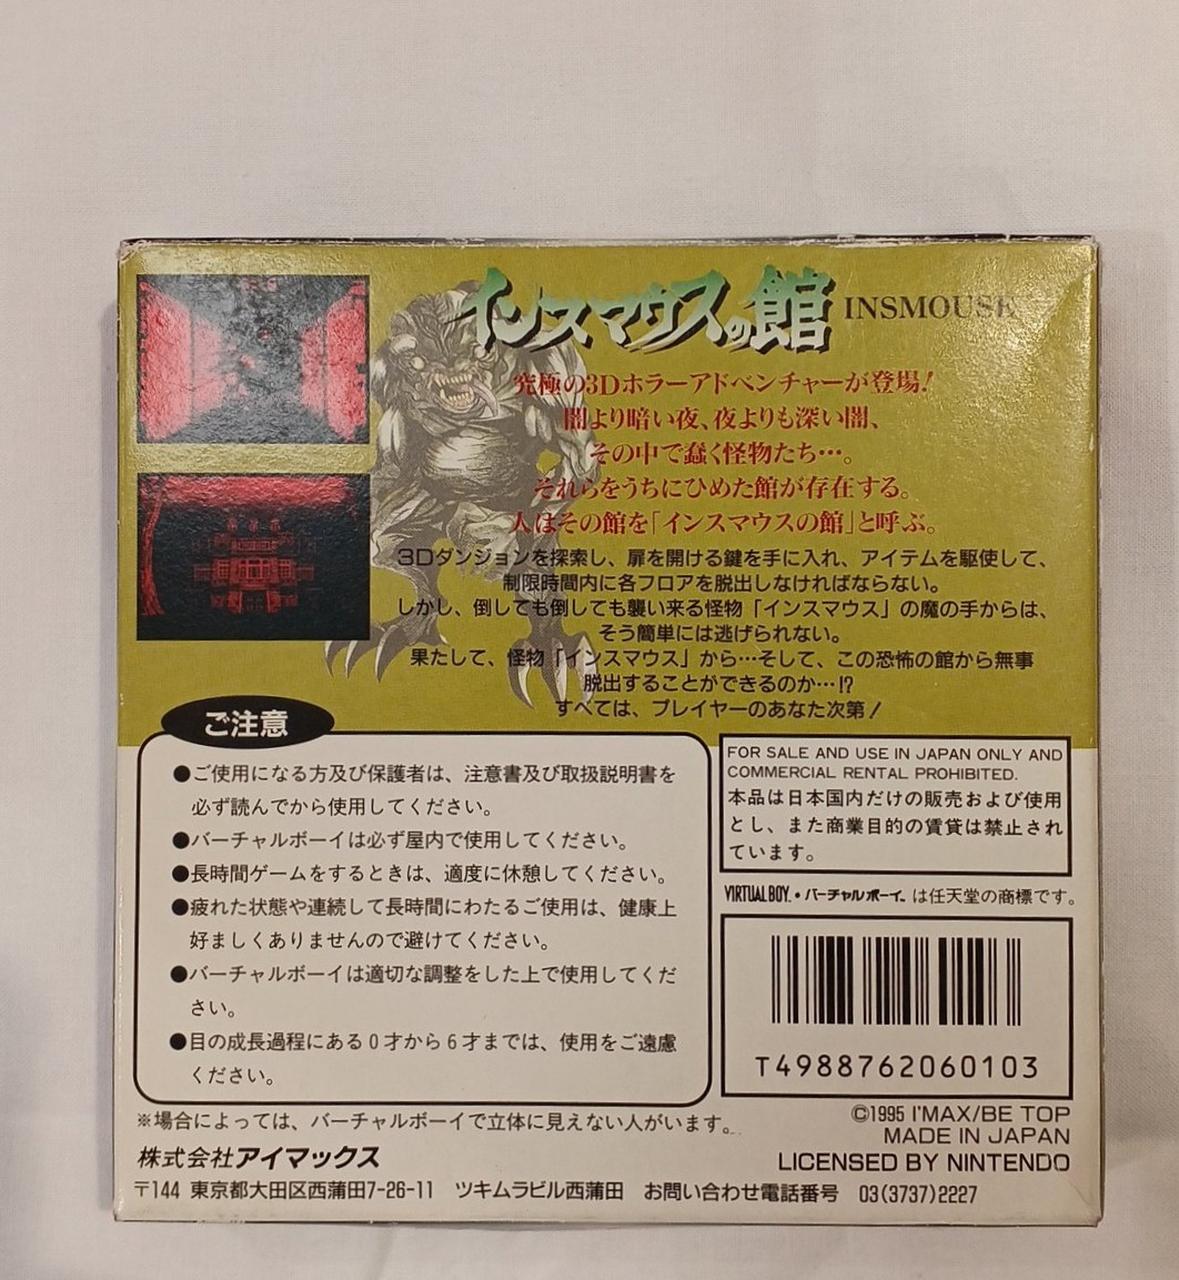 インスマウスの館 INSMOUSE
究極の3Dホラーアドベンチャーが登場!
闇より暗い夜、夜よりも深い闇、
その中で蠢く怪物たち…。
それらをうちにひめた館が存在する。
人はその館を「インスマウスの館」と呼ぶ。
3Dダンジョンを探索し、扉を開ける鍵を手に入れ、アイテムを駆使して、
制限時間内に各フロアを脱出しなければならない。
しかし、倒しても倒しても襲い来る怪物「インスマウス」の魔の手からは、
そう簡単には逃げられない。
果たして、怪物「インスマウス」から…そして、この恐怖の館から無事
脱出することができるのか…!?
すべては、プレイヤーのあなた次第!
ご注意
●ご使用になる方及び保護者は、注意書及び取扱説明書を
必ず読んでから使用してください。
●バーチャルボーイは必ず屋内で使用してください。
●長時間ゲームをするときは、適度に休憩してください。
●疲れた状態や連続して長時間にわたるご使用は、健康上
好ましくありませんので避けてください。
●バーチャルボーイは適切な調整をした上で使用してくだ
さい。
●目の成長過程にある0才から6才までは、使用をご遠慮
ください。
※場合によっては、バーチャルボーイで立体に見えない人がいます。
FOR SALE AND USE IN JAPAN ONLY AND
COMMERCIAL RENTAL PROHIBITED.
本品は日本国内だけの販売および使用
とし、また商業目的の賃貸は禁止され
ています。
VIRTUAL BOY.・バーチャルボーイ. は任天堂の商標です。
T4988762060103
©1995 I'MAX/BE TOP
MADE IN JAPAN
LICENSED BY NINTENDO
株式会社アイマックス
〒144 東京都大田区西蒲田7-26-11 ツキムラビル西蒲田 お問い合わせ電話番号 03(3737)2227